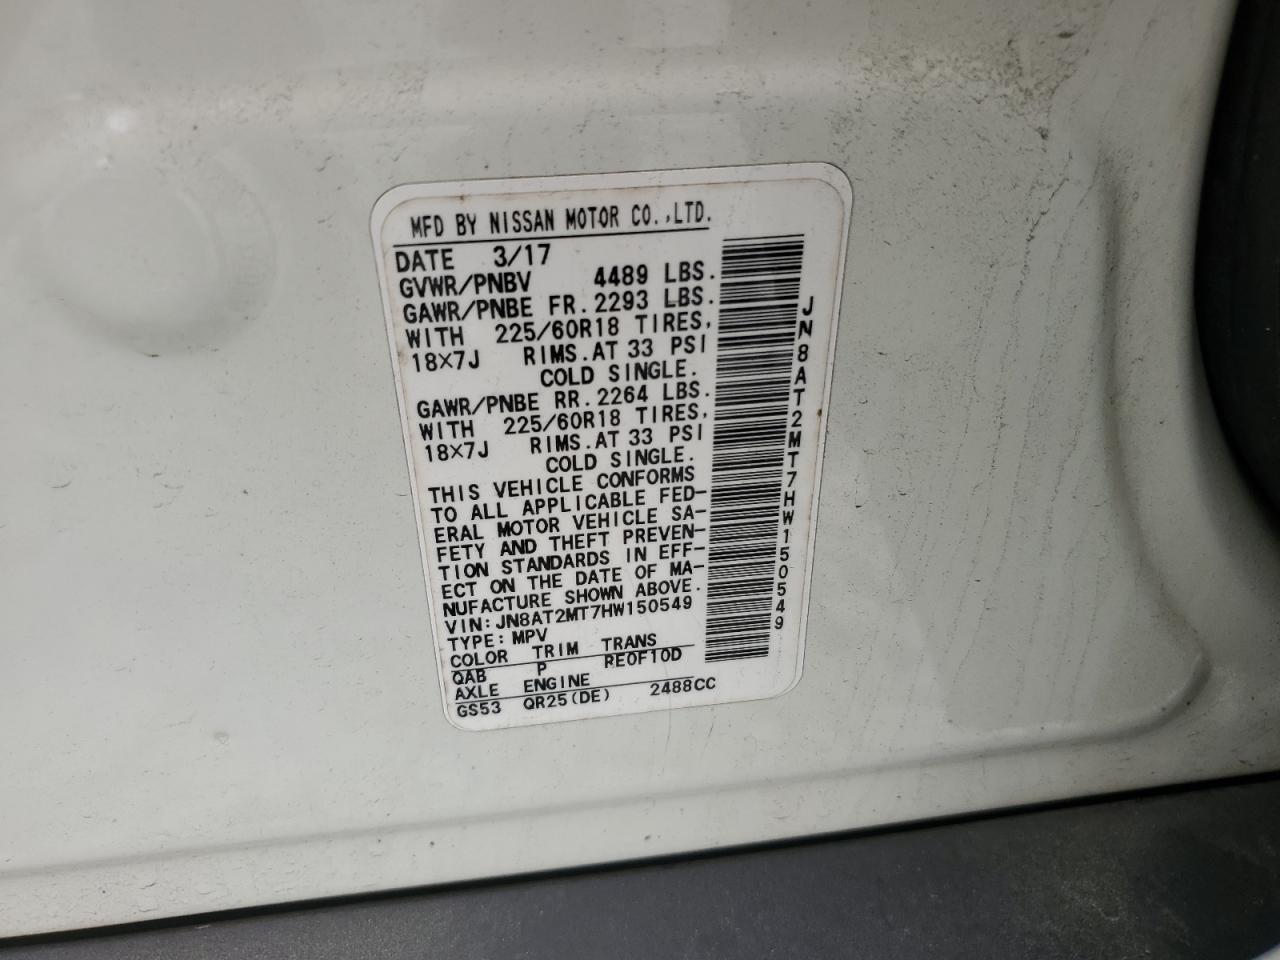 MFD BY NISSAN MOTOR CO.,LTD.
DATE 3/17
GVWR/PNBV 4489 LBS.
GAWR/PNBE FR. 2293 LBS.
WITH 225/60R18 TIRES,
18×7J RIMS. AT 33 PSI
COLD SINGLE.
GAWR/PNBE RR. 2264 LBS.
WITH 225/60R18 TIRES,
18×7J RIMS. AT 33 PSI
COLD SINGLE.
THIS VEHICLE CONFORMS
TO ALL APPLICABLE FED-
ERAL MOTOR VEHICLE SA-
FETY AND THEFT PREVEN-
TION STANDARDS IN EFF-
ECT ON THE DATE OF MA-
NUFACTURE SHOWN ABOVE.
VIN: JN8AT2MT7HW150549
TYPE: MPV
COLOR TRIM TRANS
QAB P RE0F10D
AXLE ENGINE
GS53 QR25(DE) 2488CC
JN8AT2MT7HW150549